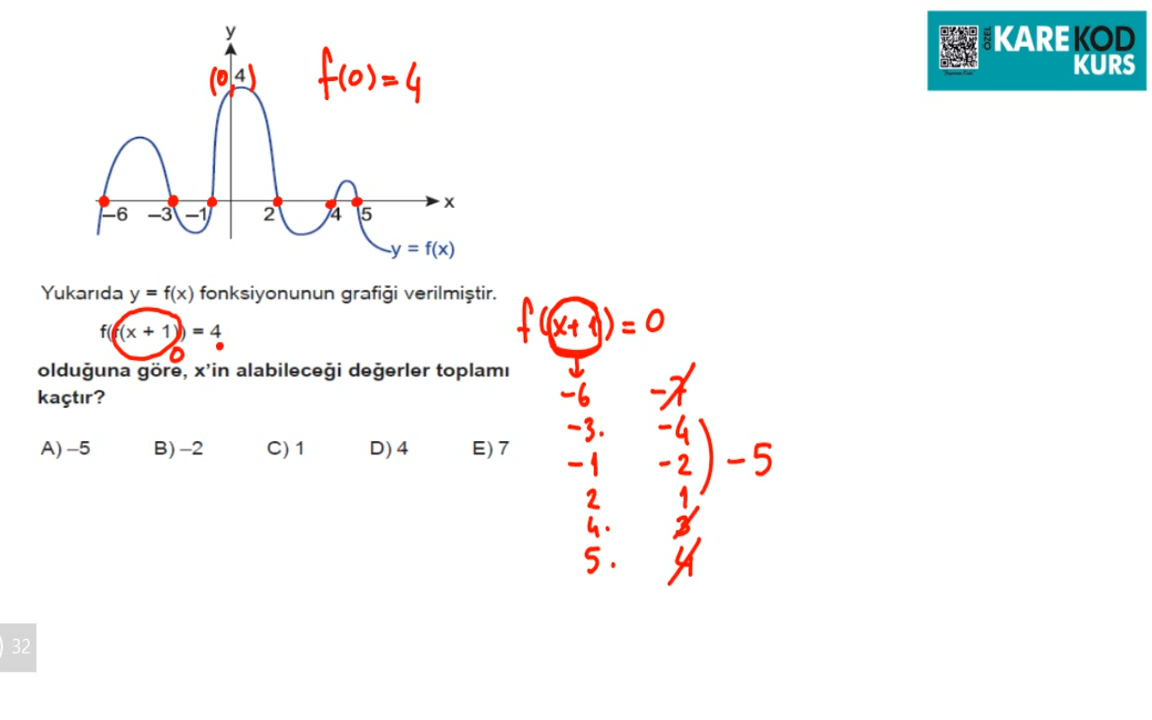 ÖZEL KAREKOD
KURS
y
(0,4) f(0)=4
-6 -3 -1 2 4 5 x
y = f(x)
Yukarıda y = f(x) fonksiyonunun grafiği verilmiştir.
f(f(x + 1)) = 4
0
f(x+1)=0
olduğuna göre, x'in alabileceği değerler toplamı
kaçtır?
A) –5 B) –2 C) 1 D) 4 E) 7
-6 -7
-3. -4
-1 -2 -5
2 1
4. 3
5. 4
) 32